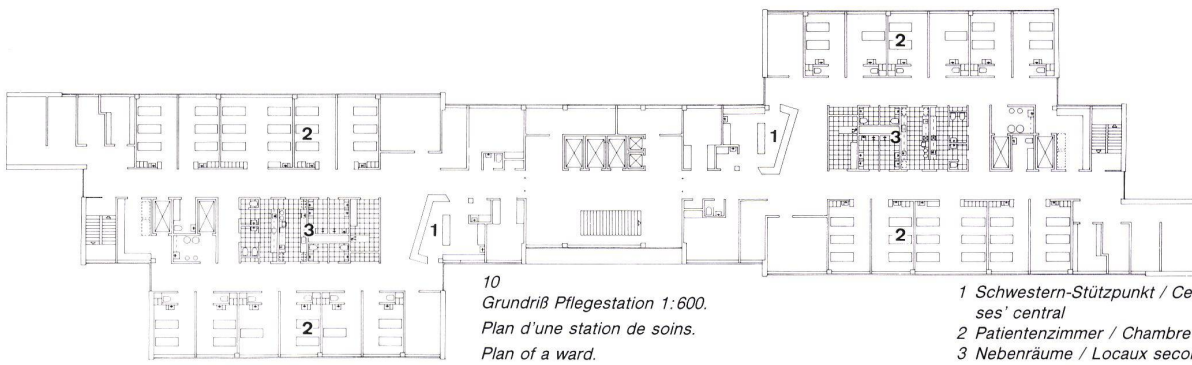 2
1
3
2
3
1
2
2
10
Grundriß Pflegestation 1:600.
Plan d'une station de soins.
Plan of a ward.
1 Schwestern-Stützpunkt / Ce
ses' central
2 Patientenzimmer / Chambre
3 Nebenräume / Locaux secon